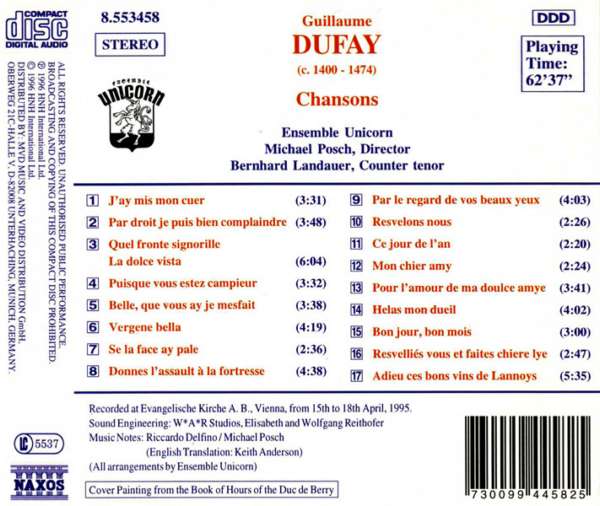 COMPACT
disc
DIGITAL AUDIO
8.553458
STEREO
Guillaume
DUFAY
(c. 1400 - 1474)
Chansons
DDD
Playing
Time:
62'37"
ensemble
UNICORN
Ensemble Unicorn
Michael Posch, Director
Bernhard Landauer, Counter tenor
1 J'ay mis mon cuer (3:31)
2 Par droit je puis bien complaindre (3:48)
3 Quel fronte signorille
La dolce vista (6:04)
4 Puisque vous estez campieur (3:32)
5 Belle, que vous ay je mesfait (3:38)
6 Vergene bella (4:19)
7 Se la face ay pale (2:36)
8 Donnes l'assault à la fortresse (4:38)
9 Par le regard de vos beaux yeux (4:03)
10 Resvelons nous (2:26)
11 Ce jour de l'an (2:20)
12 Mon chier amy (2:24)
13 Pour l'amour de ma doulce amye (3:41)
14 Helas mon dueil (4:02)
15 Bon jour, bon mois (3:00)
16 Resvelliés vous et faites chiere lye (2:47)
17 Adieu ces bons vins de Lannoys (5:35)
Recorded at Evangelische Kirche A. B., Vienna, from 15th to 18th April, 1995.
Sound Engineering: W*A*R Studios, Elisabeth and Wolfgang Reithofer
Music Notes: Riccardo Delfino / Michael Posch
(English Translation: Keith Anderson)
(All arrangements by Ensemble Unicorn)
Cover Painting from the Book of Hours of the Duc de Berry
ALL RIGHTS RESERVED. UNAUTHORISED PUBLIC PERFORMANCE,
BROADCASTING AND COPYING OF THIS COMPACT DISC PROHIBITED.
℗ 1996 HNH International Ltd.
© 1996 HNH International Ltd.
DISTRIBUTED BY: MVD MUSIC AND VIDEO DISTRIBUTION GmbH,
OBERWEG 21C-HALLE V, D-82008 UNTERHACHING, MUNICH, GERMANY.
LC 5537
NAXOS
730099 445825